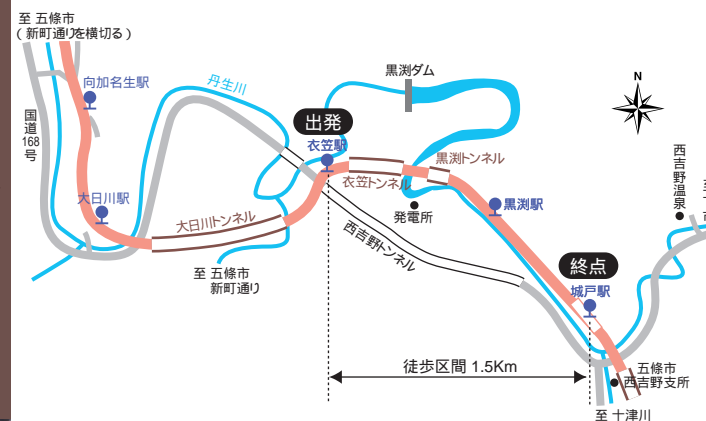 至 五條市
（ 新町通りを横切る ）
向加名生駅
国道168号
丹生川
大日川駅
大日川トンネル
至 五條市
新町通り
黒渕ダム
出発
衣笠駅
衣笠トンネル
黒渕トンネル
発電所
黒渕駅
西吉野トンネル
N
西吉野温泉
至
市
終点
城戸駅
徒歩区間 1.5Km
五條市
西吉野支所
至 十津川